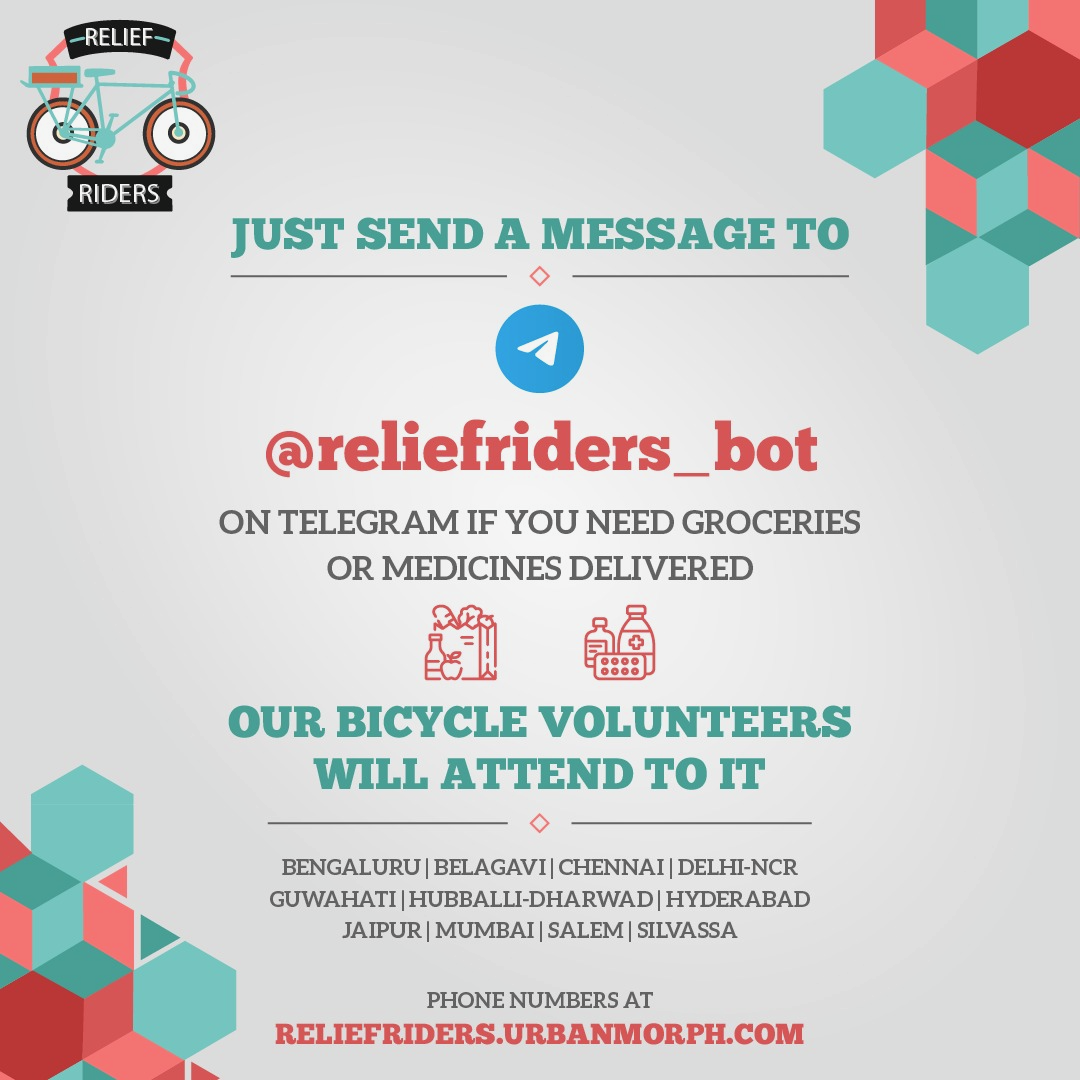 RELIEF
RIDERS
JUST SEND A MESSAGE TO
@reliefriders_bot
ON TELEGRAM IF YOU NEED GROCERIES
OR MEDICINES DELIVERED
OUR BICYCLE VOLUNTEERS
WILL ATTEND TO IT
BENGALURU | BELAGAVI | CHENNAI | DELHI-NCR
GUWAHATI | HUBBALLI-DHARWAD | HYDERABAD
JAIPUR | MUMBAI | SALEM | SILVASSA
PHONE NUMBERS AT
RELIEFRIDERS.URBANMORPH.COM